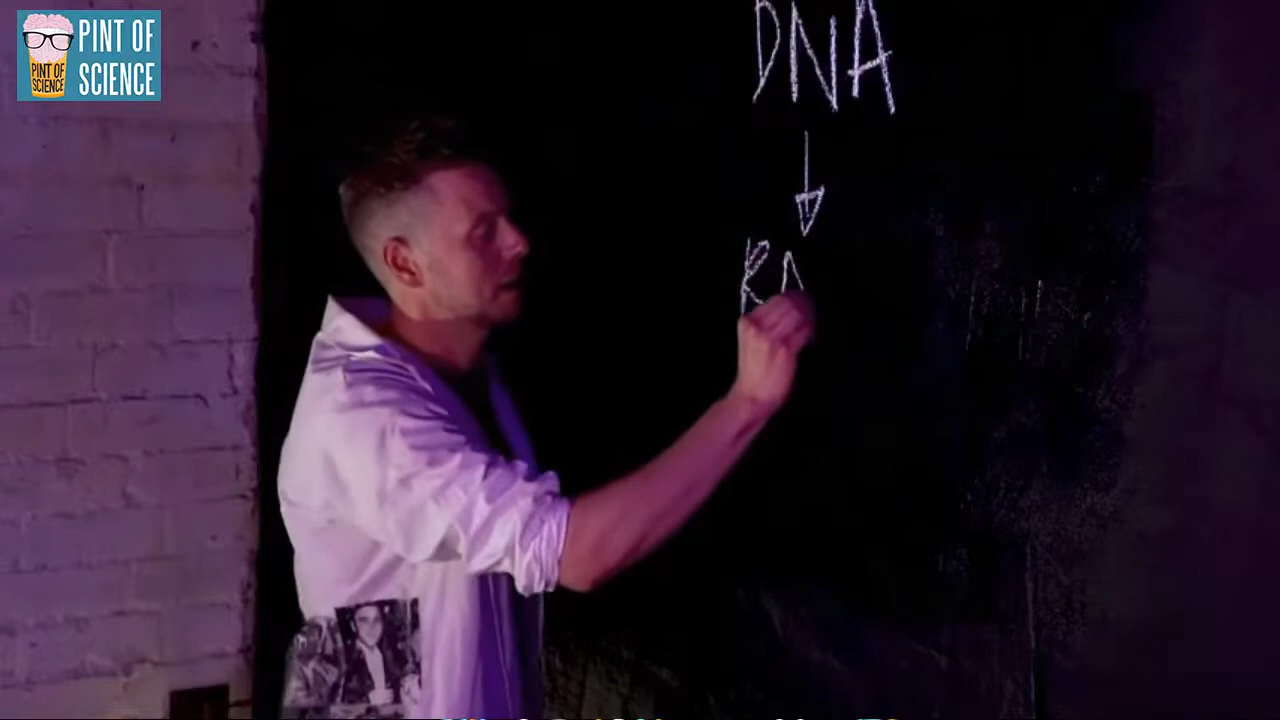 PINT OF
SCIENCE
PINT OF
SCIENCE
DNA
R